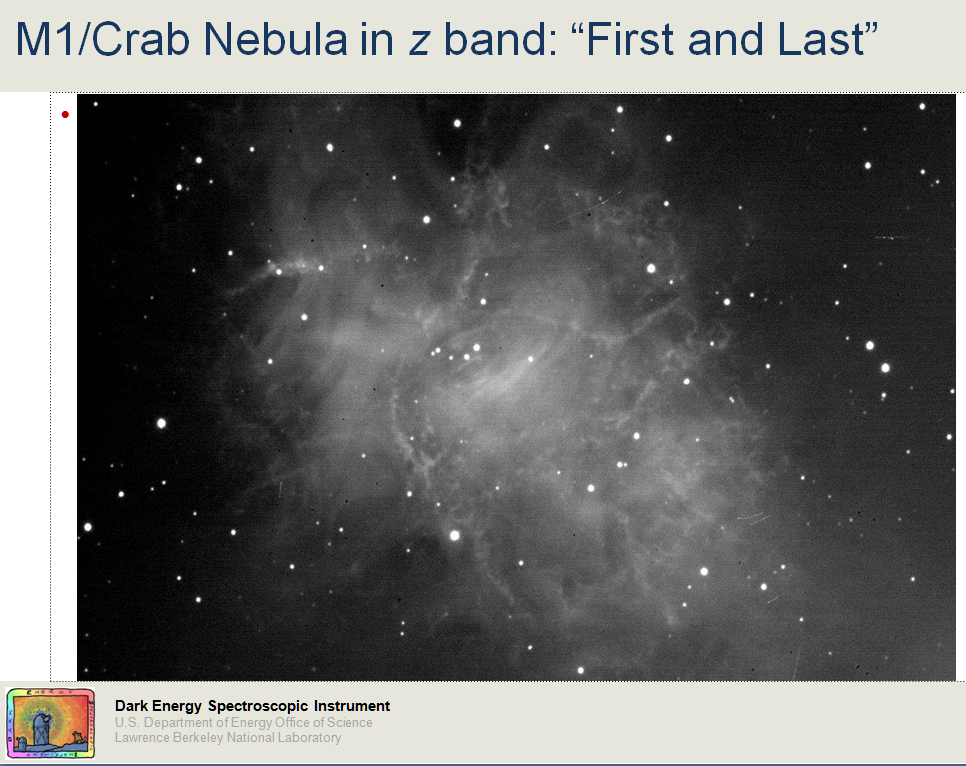 M1/Crab Nebula in z band: “First and Last”
Dark Energy Spectroscopic Instrument
U.S. Department of Energy Office of Science
Lawrence Berkeley National Laboratory
ENERGY